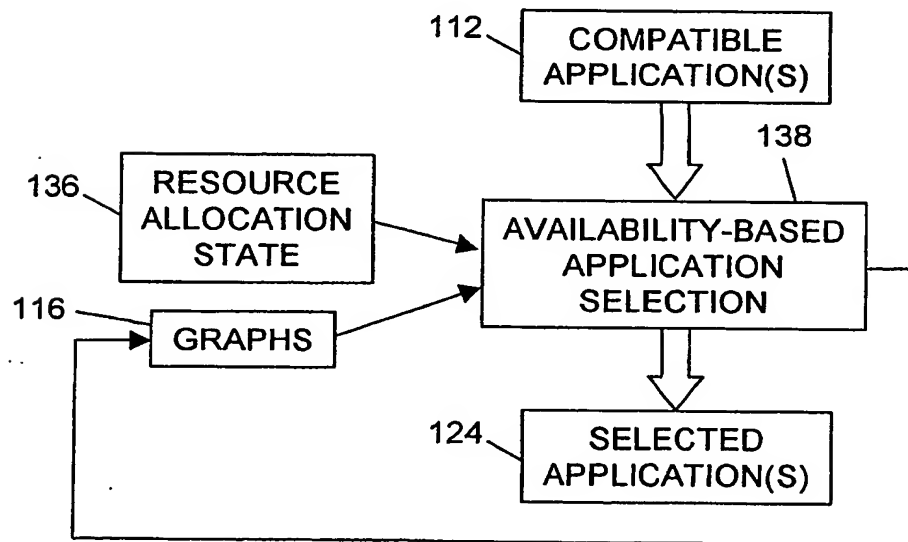 112
COMPATIBLE
APPLICATION(S)
138
136
RESOURCE
ALLOCATION
STATE
AVAILABILITY-BASED
APPLICATION
SELECTION
116
GRAPHS
124
SELECTED
APPLICATION(S)